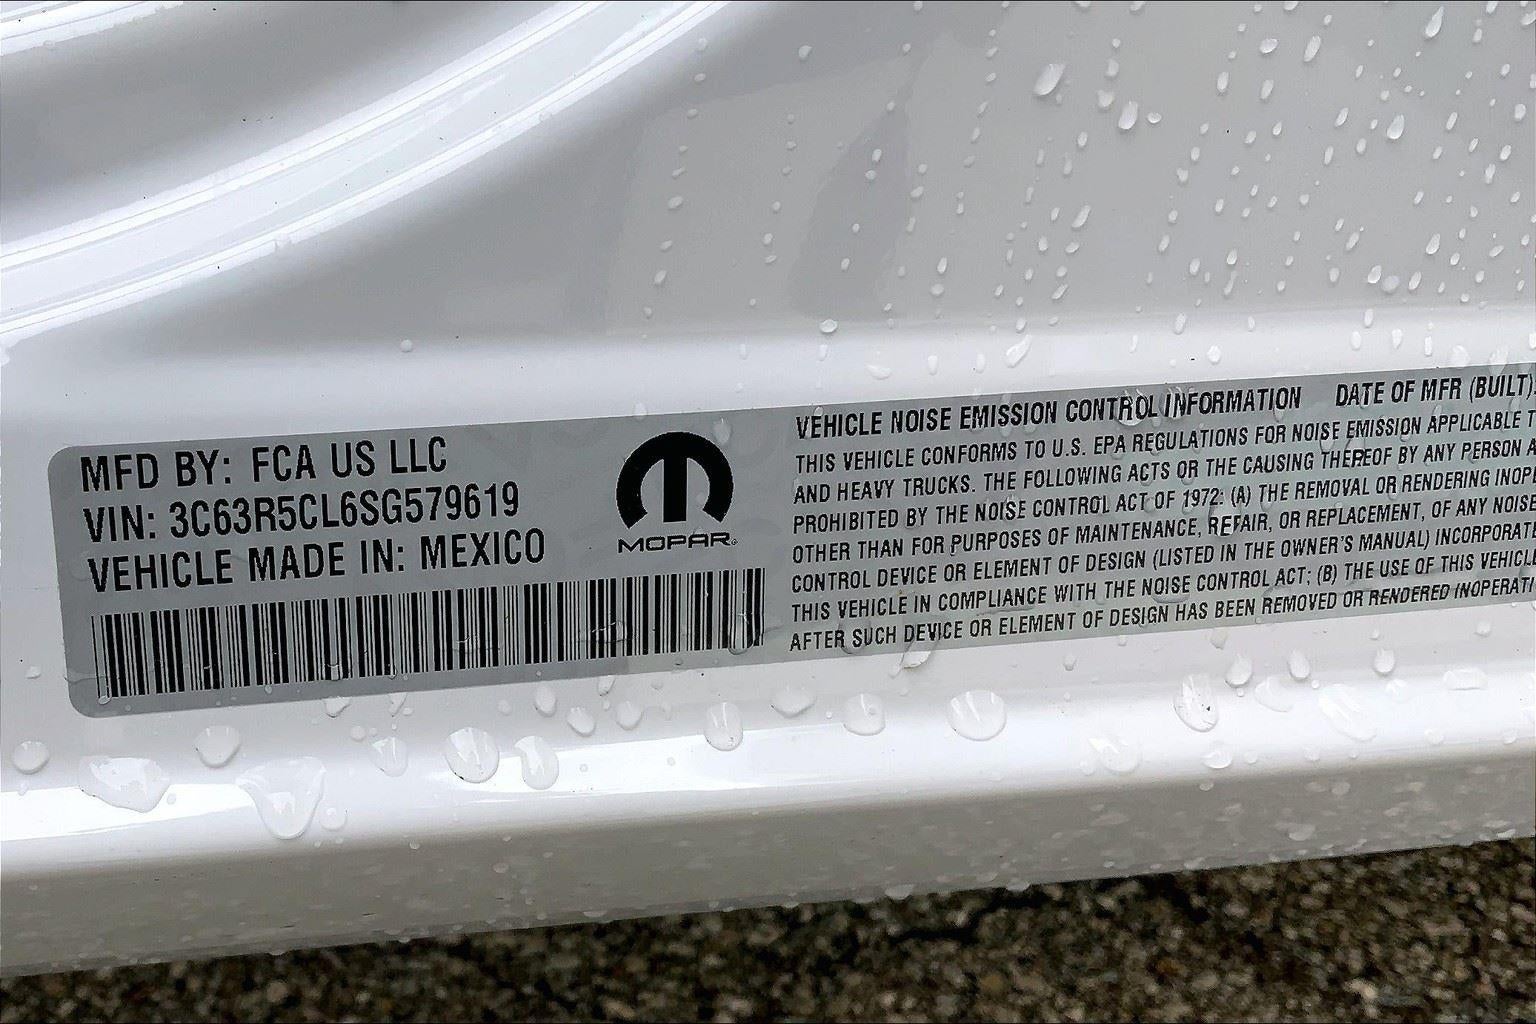 MFD BY: FCA US LLC
VIN: 3C63R5CL6SG579619
VEHICLE MADE IN: MEXICO
MOPAR
VEHICLE NOISE EMISSION CONTROL INFORMATION DATE OF MFR (BUILT)
THIS VEHICLE CONFORMS TO U.S. EPA REGULATIONS FOR NOISE EMISSION APPLICABLE
AND HEAVY TRUCKS. THE FOLLOWING ACTS OR THE CAUSING THEREOF BY ANY PERSON
PROHIBITED BY THE NOISE CONTROL ACT OF 1972: (A) THE REMOVAL OR RENDERING
OTHER THAN FOR PURPOSES OF MAINTENANCE, REPAIR, OR REPLACEMENT, OF ANY NOISE
CONTROL DEVICE OR ELEMENT OF DESIGN (LISTED IN THE OWNER'S MANUAL)
THIS VEHICLE IN COMPLIANCE WITH THE NOISE CONTROL ACT; (B) THE USE OF THIS VEHICLE
AFTER SUCH DEVICE OR ELEMENT OF DESIGN HAS BEEN REMOVED OR RENDERED